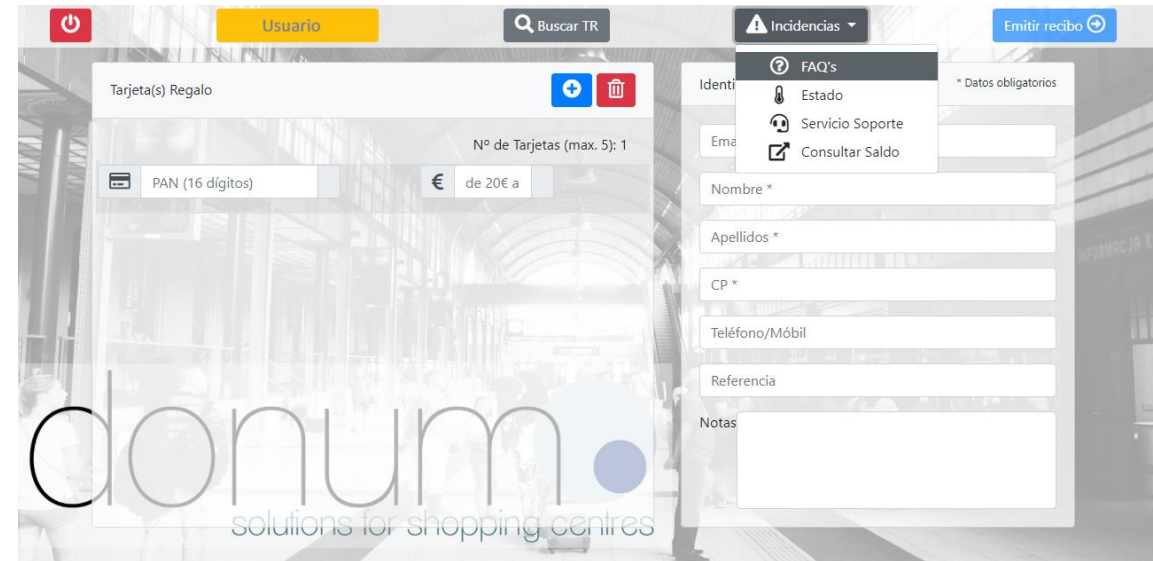 Usuario
Buscar TR
Incidencias
Emitir recibo
FAQ's
Estado
Servicio Soporte
Consultar Saldo
Tarjeta(s) Regalo
Nº de Tarjetas (max. 5): 1
PAN (16 dígitos)
€ de 20€ a
Identi
* Datos obligatorios
Ema
Nombre *
Apellidos *
CP *
Teléfono/Móbil
Referencia
Notas
donum
solutions for shopping centres